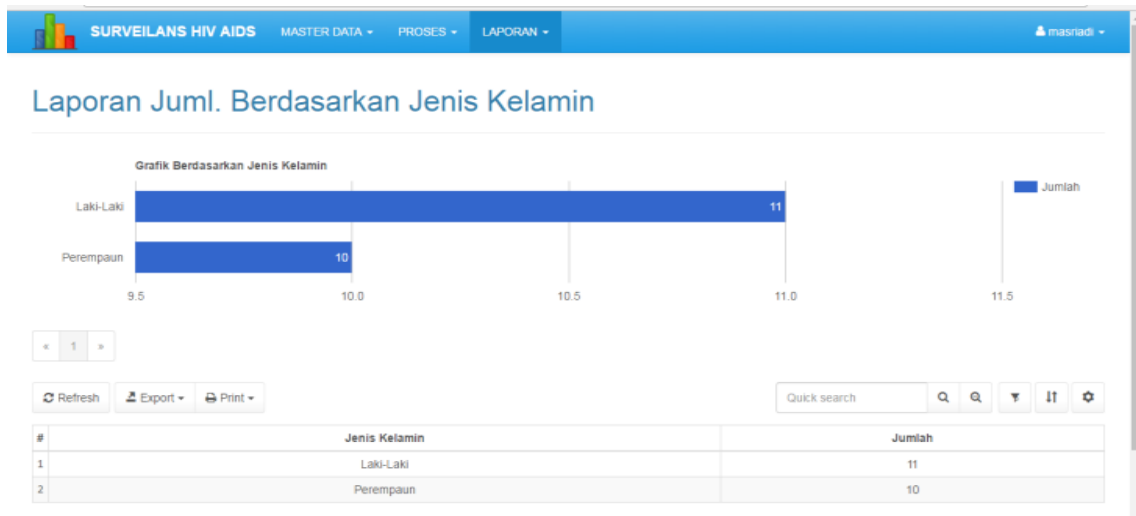 SURVEILANS HIV AIDS MASTER DATA PROSES LAPORAN masriadi
Laporan Juml. Berdasarkan Jenis Kelamin
Grafik Berdasarkan Jenis Kelamin
Jumlah
Laki-Laki 11
Perempaun 10
9.5 10.0 10.5 11.0 11.5
« 1 »
Refresh Export Print Quick search
# Jenis Kelamin Jumlah
1 Laki-Laki 11
2 Perempaun 10